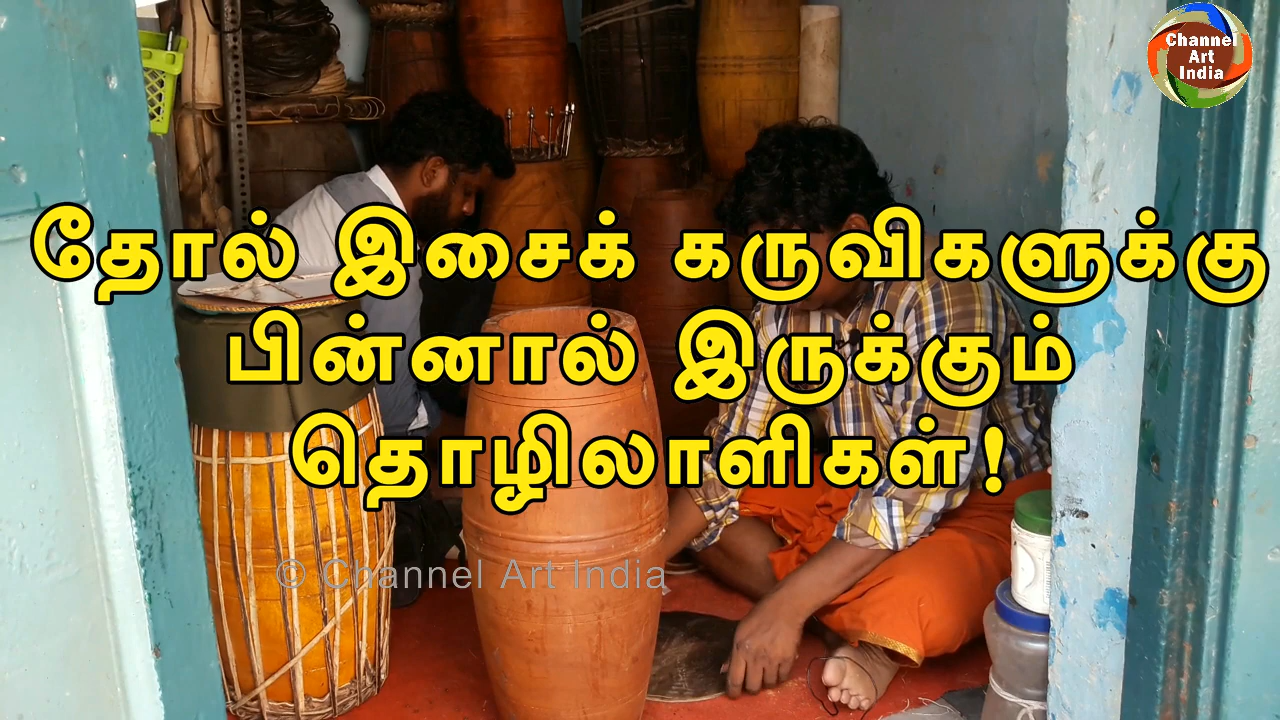 Channel
Art
India
தோல் இசைக் கருவிகளுக்கு
பின்னால் இருக்கும்
தொழிலாளிகள்!
© Channel Art India